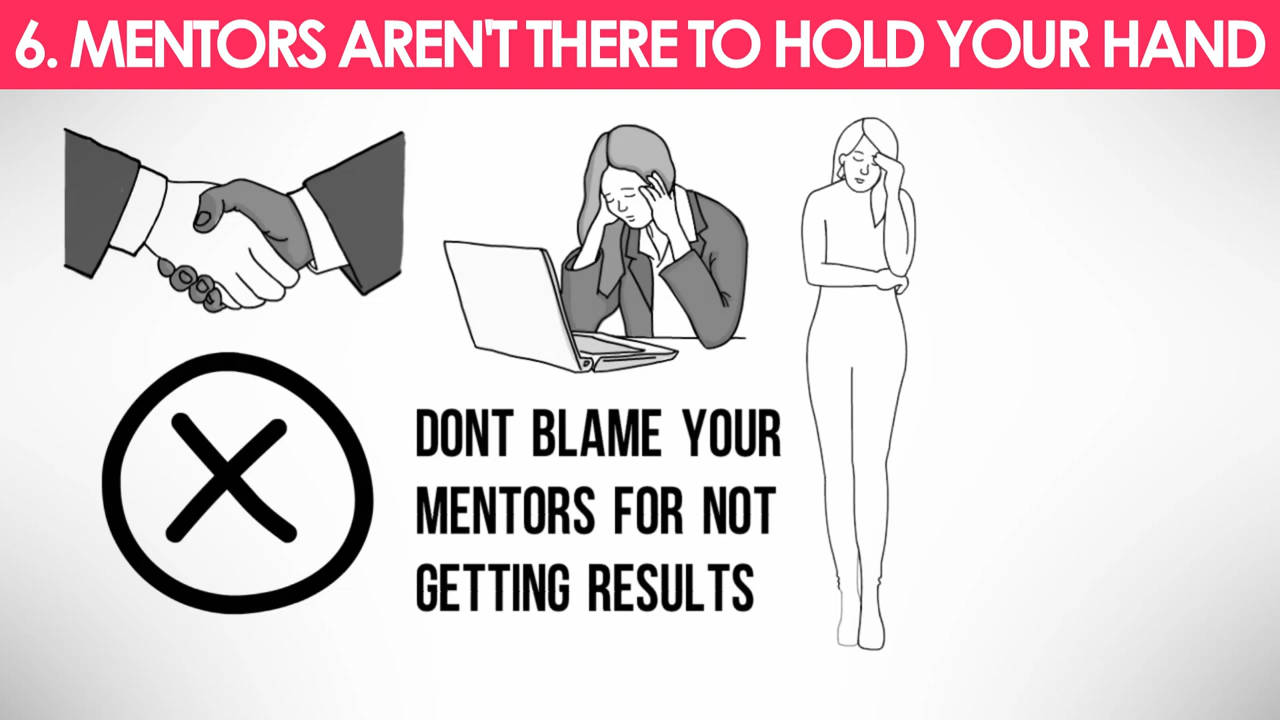 6. MENTORS AREN'T THERE TO HOLD YOUR HAND
DONT BLAME YOUR
MENTORS FOR NOT
GETTING RESULTS